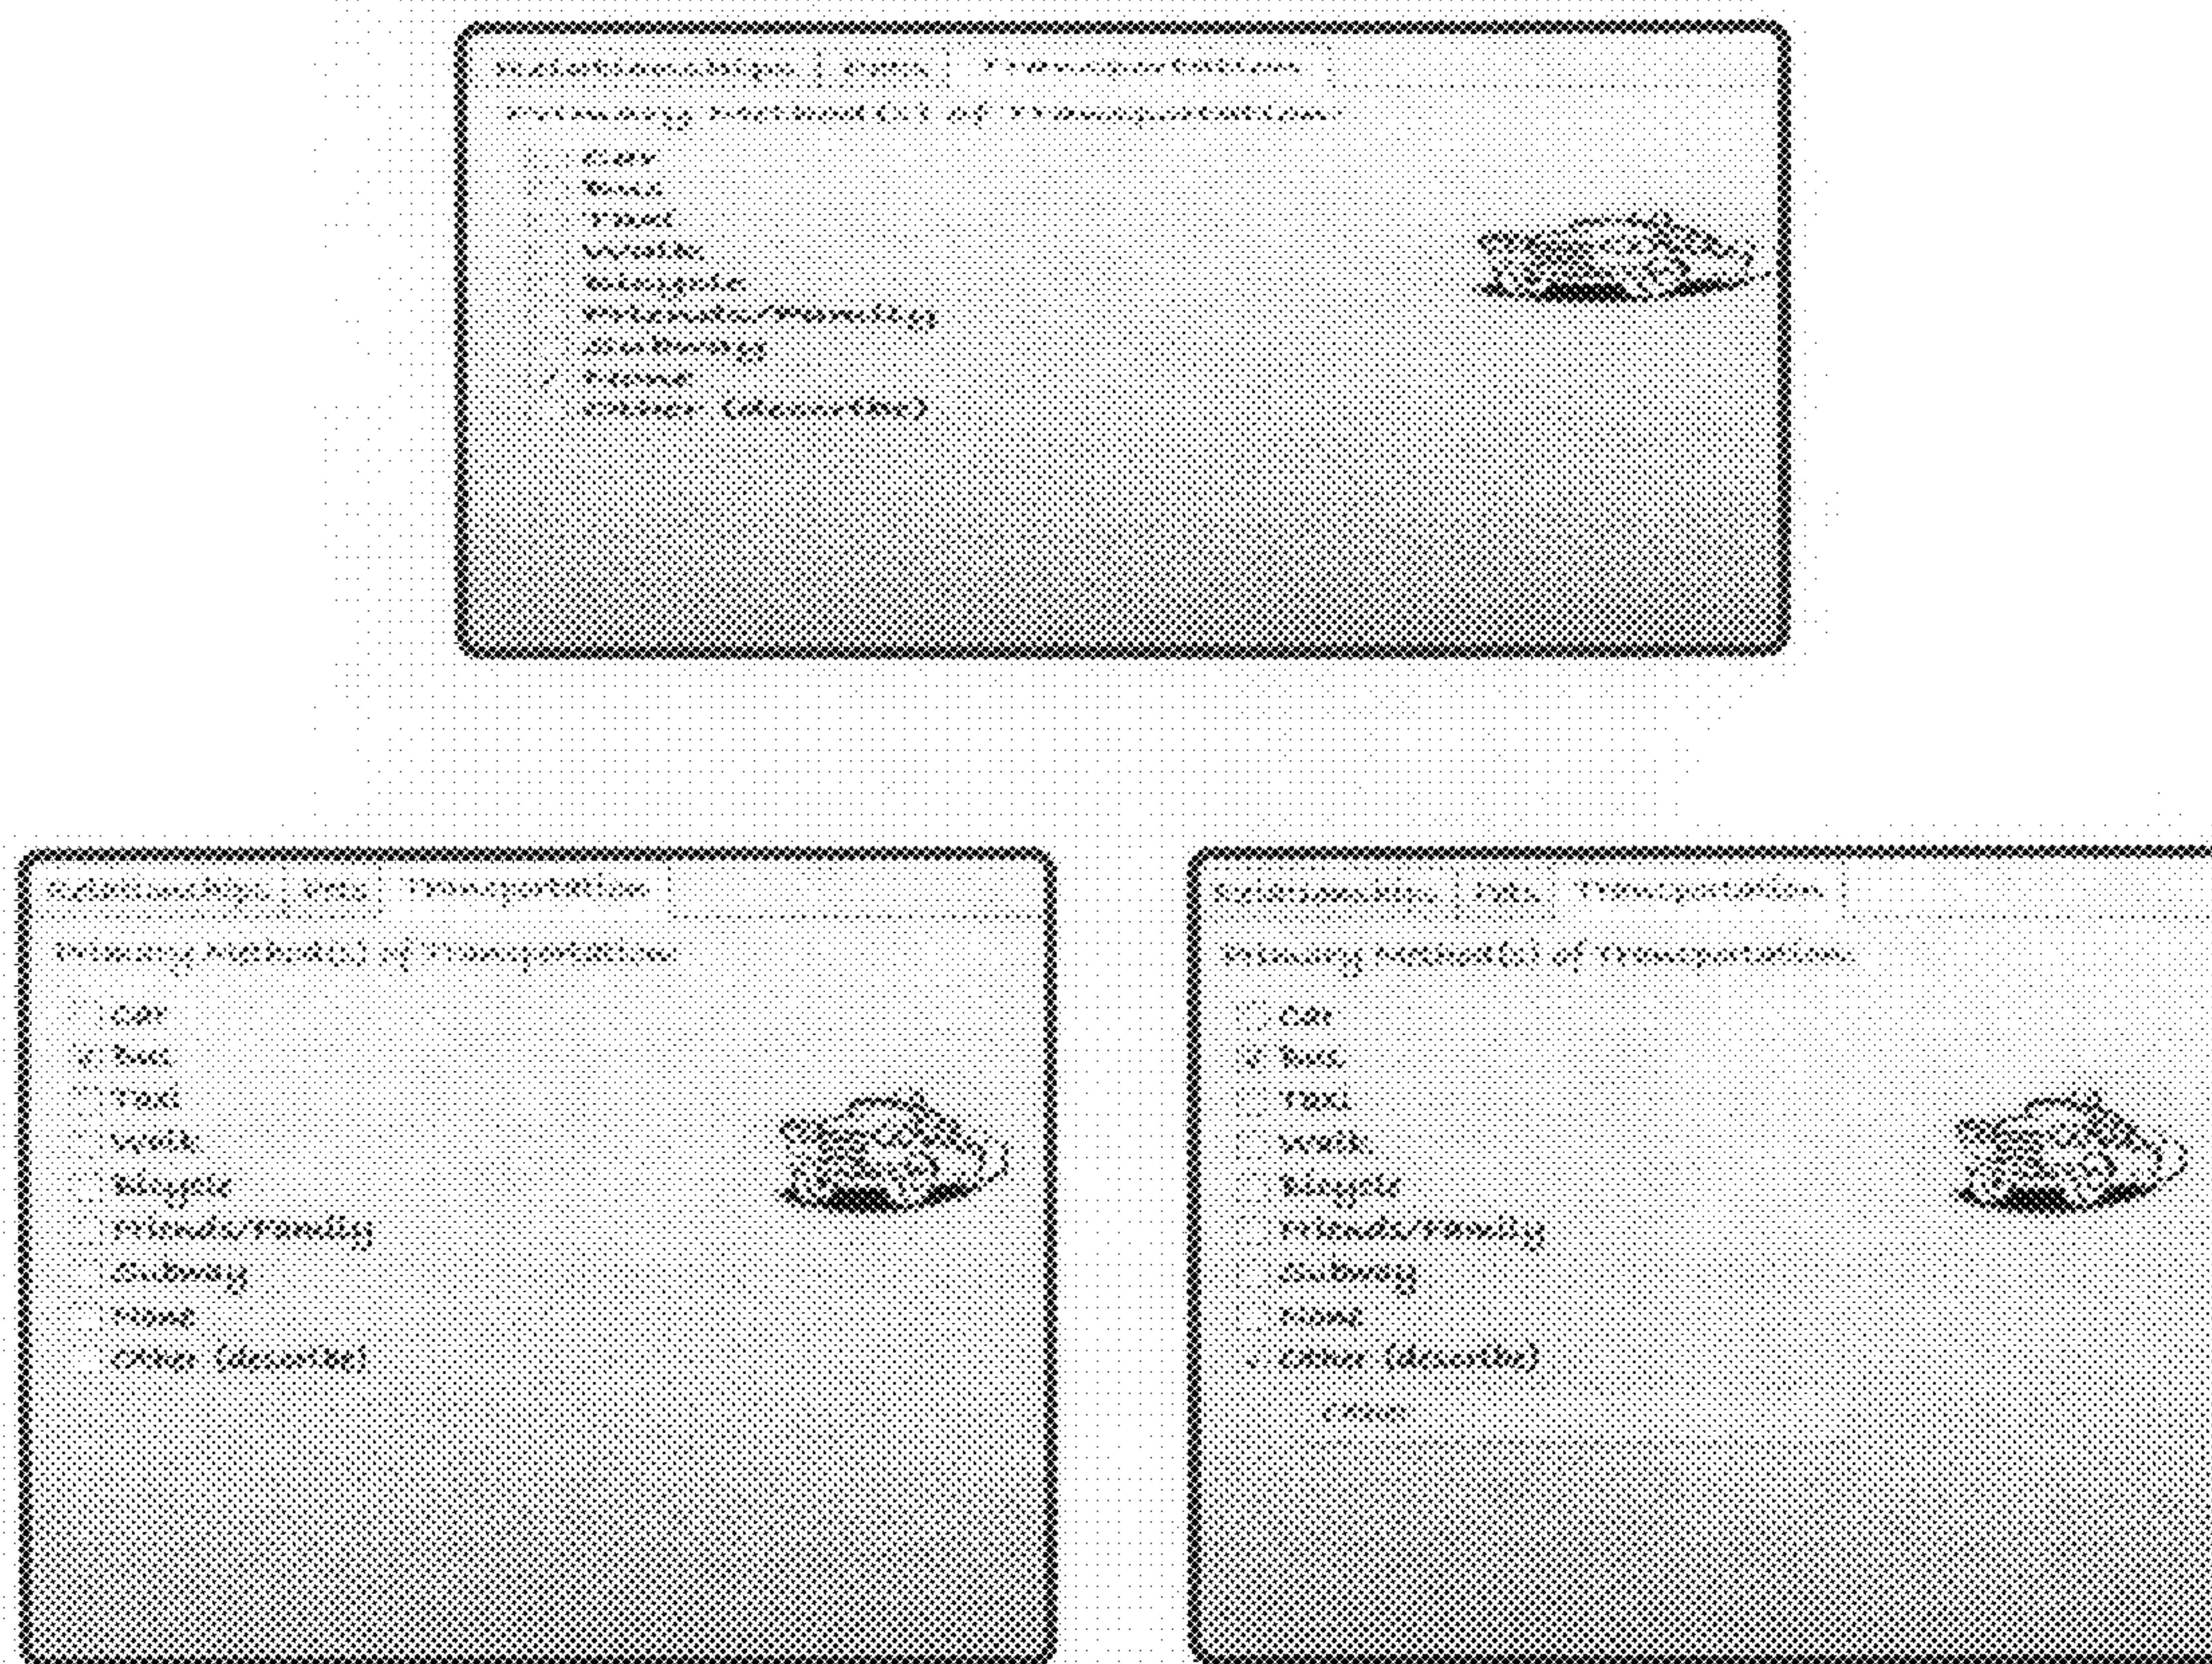 Relationships Pets Transportation
Primary Method(s) of Transportation:
Car
Bus
Taxi
Walk
Bicycle
Friends/Family
Subway
None
Other (describe)
Relationships Pets Transportation
Primary Method(s) of Transportation:
Car
Bus
Taxi
Walk
Bicycle
Friends/Family
Subway
None
Other (describe)
Relationships Pets Transportation
Primary Method(s) of Transportation:
Car
Bus
Taxi
Walk
Bicycle
Friends/Family
Subway
None
Other (describe)
Other